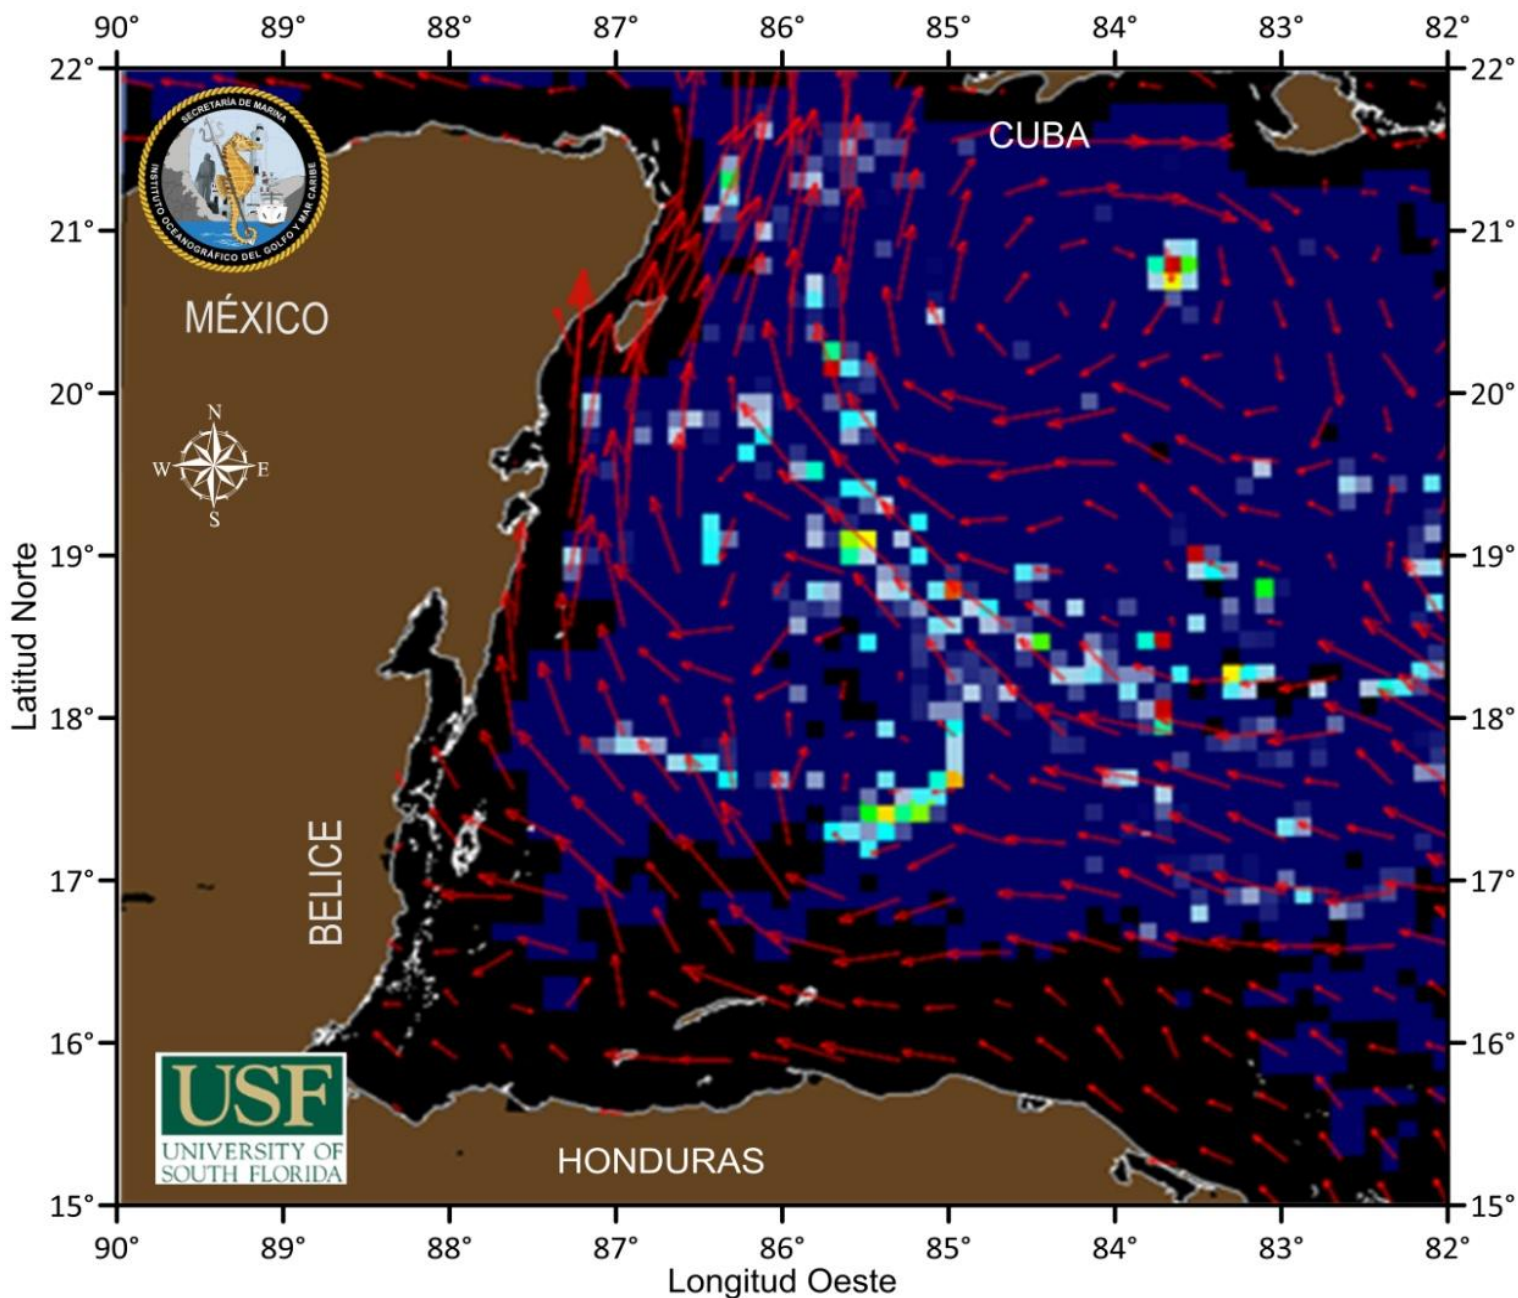 90° 89° 88° 87° 86° 85° 84° 83° 82°
22° 22°
SECRETARÍA DE MARINA
INSTITUTO OCEANOGRÁFICO DEL GOLFO Y MAR CARIBE
CUBA
21° 21°
MÉXICO
20° 20°
N
W E
S
19° 19°
Latitud Norte
18° 18°
BELICE
17° 17°
16° 16°
USF
UNIVERSITY OF
SOUTH FLORIDA
HONDURAS
15° 15°
90° 89° 88° 87° 86° 85° 84° 83° 82°
Longitud Oeste